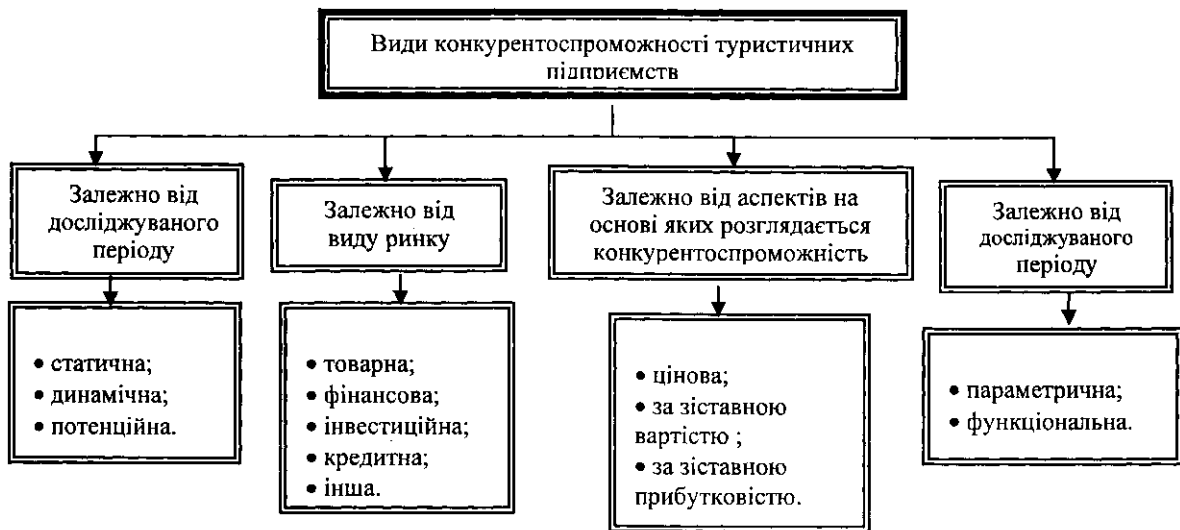 Види конкурентоспроможності туристичних
підприємств
Залежно від
досліджуваного
періоду
Залежно від
виду ринку
Залежно від аспектів на
основі яких розглядається
конкурентоспроможність
Залежно від
досліджуваного
періоду
• статична;
• динамічна;
• потенційна.
• товарна;
• фінансова;
• інвестиційна;
• кредитна;
• інша.
• цінова;
• за зіставною
вартістю ;
• за зіставною
прибутковістю.
• параметрична;
• функціональна.